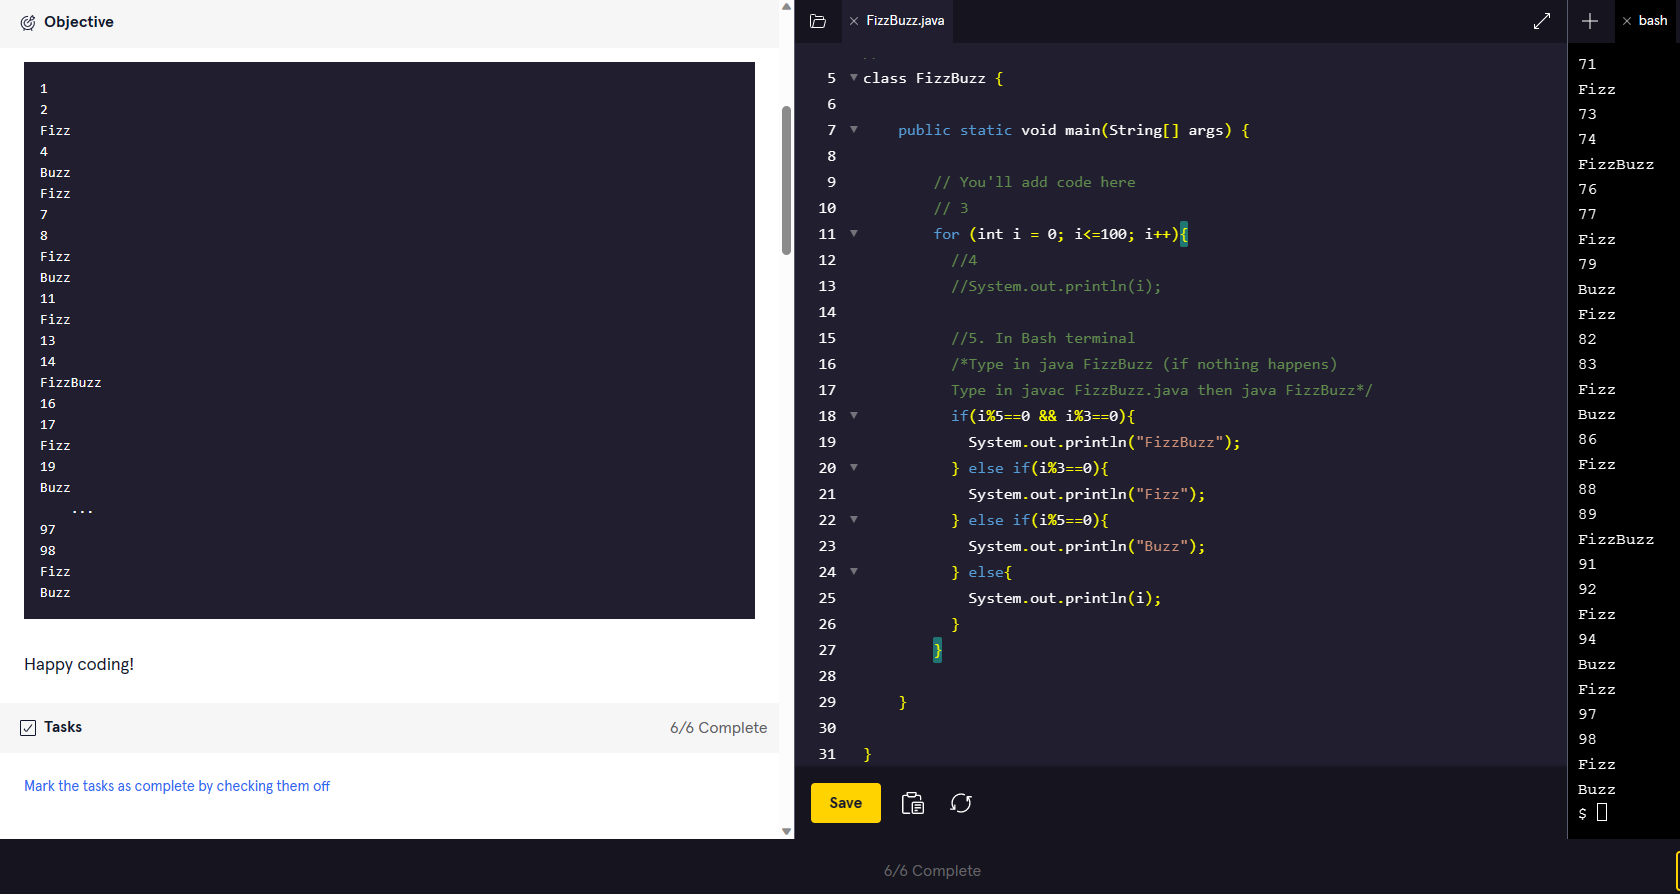 Objective
1
2
Fizz
4
Buzz
Fizz
7
8
Fizz
Buzz
11
Fizz
13
14
FizzBuzz
16
17
Fizz
19
Buzz
...
97
98
Fizz
Buzz
Happy coding!
Tasks
6/6 Complete
Mark the tasks as complete by checking them off
FizzBuzz.java
5 class FizzBuzz {
6
7 public static void main(String[] args) {
8
9 // You'll add code here
10 // 3
11 for (int i = 0; i<=100; i++){
12 //4
13 //System.out.println(i);
14
15 //5. In Bash terminal
16 /*Type in java FizzBuzz (if nothing happens)
17 Type in javac FizzBuzz.java then java FizzBuzz*/
18 if(i%5==0 && i%3==0){
19 System.out.println("FizzBuzz");
20 } else if(i%3==0){
21 System.out.println("Fizz");
22 } else if(i%5==0){
23 System.out.println("Buzz");
24 } else{
25 System.out.println(i);
26 }
27 }
28
29 }
30
31 }
Save
bash
71
Fizz
73
74
FizzBuzz
76
77
Fizz
79
Buzz
Fizz
82
83
Fizz
Buzz
86
Fizz
88
89
FizzBuzz
91
92
Fizz
94
Buzz
Fizz
97
98
Fizz
Buzz
$
6/6 Complete